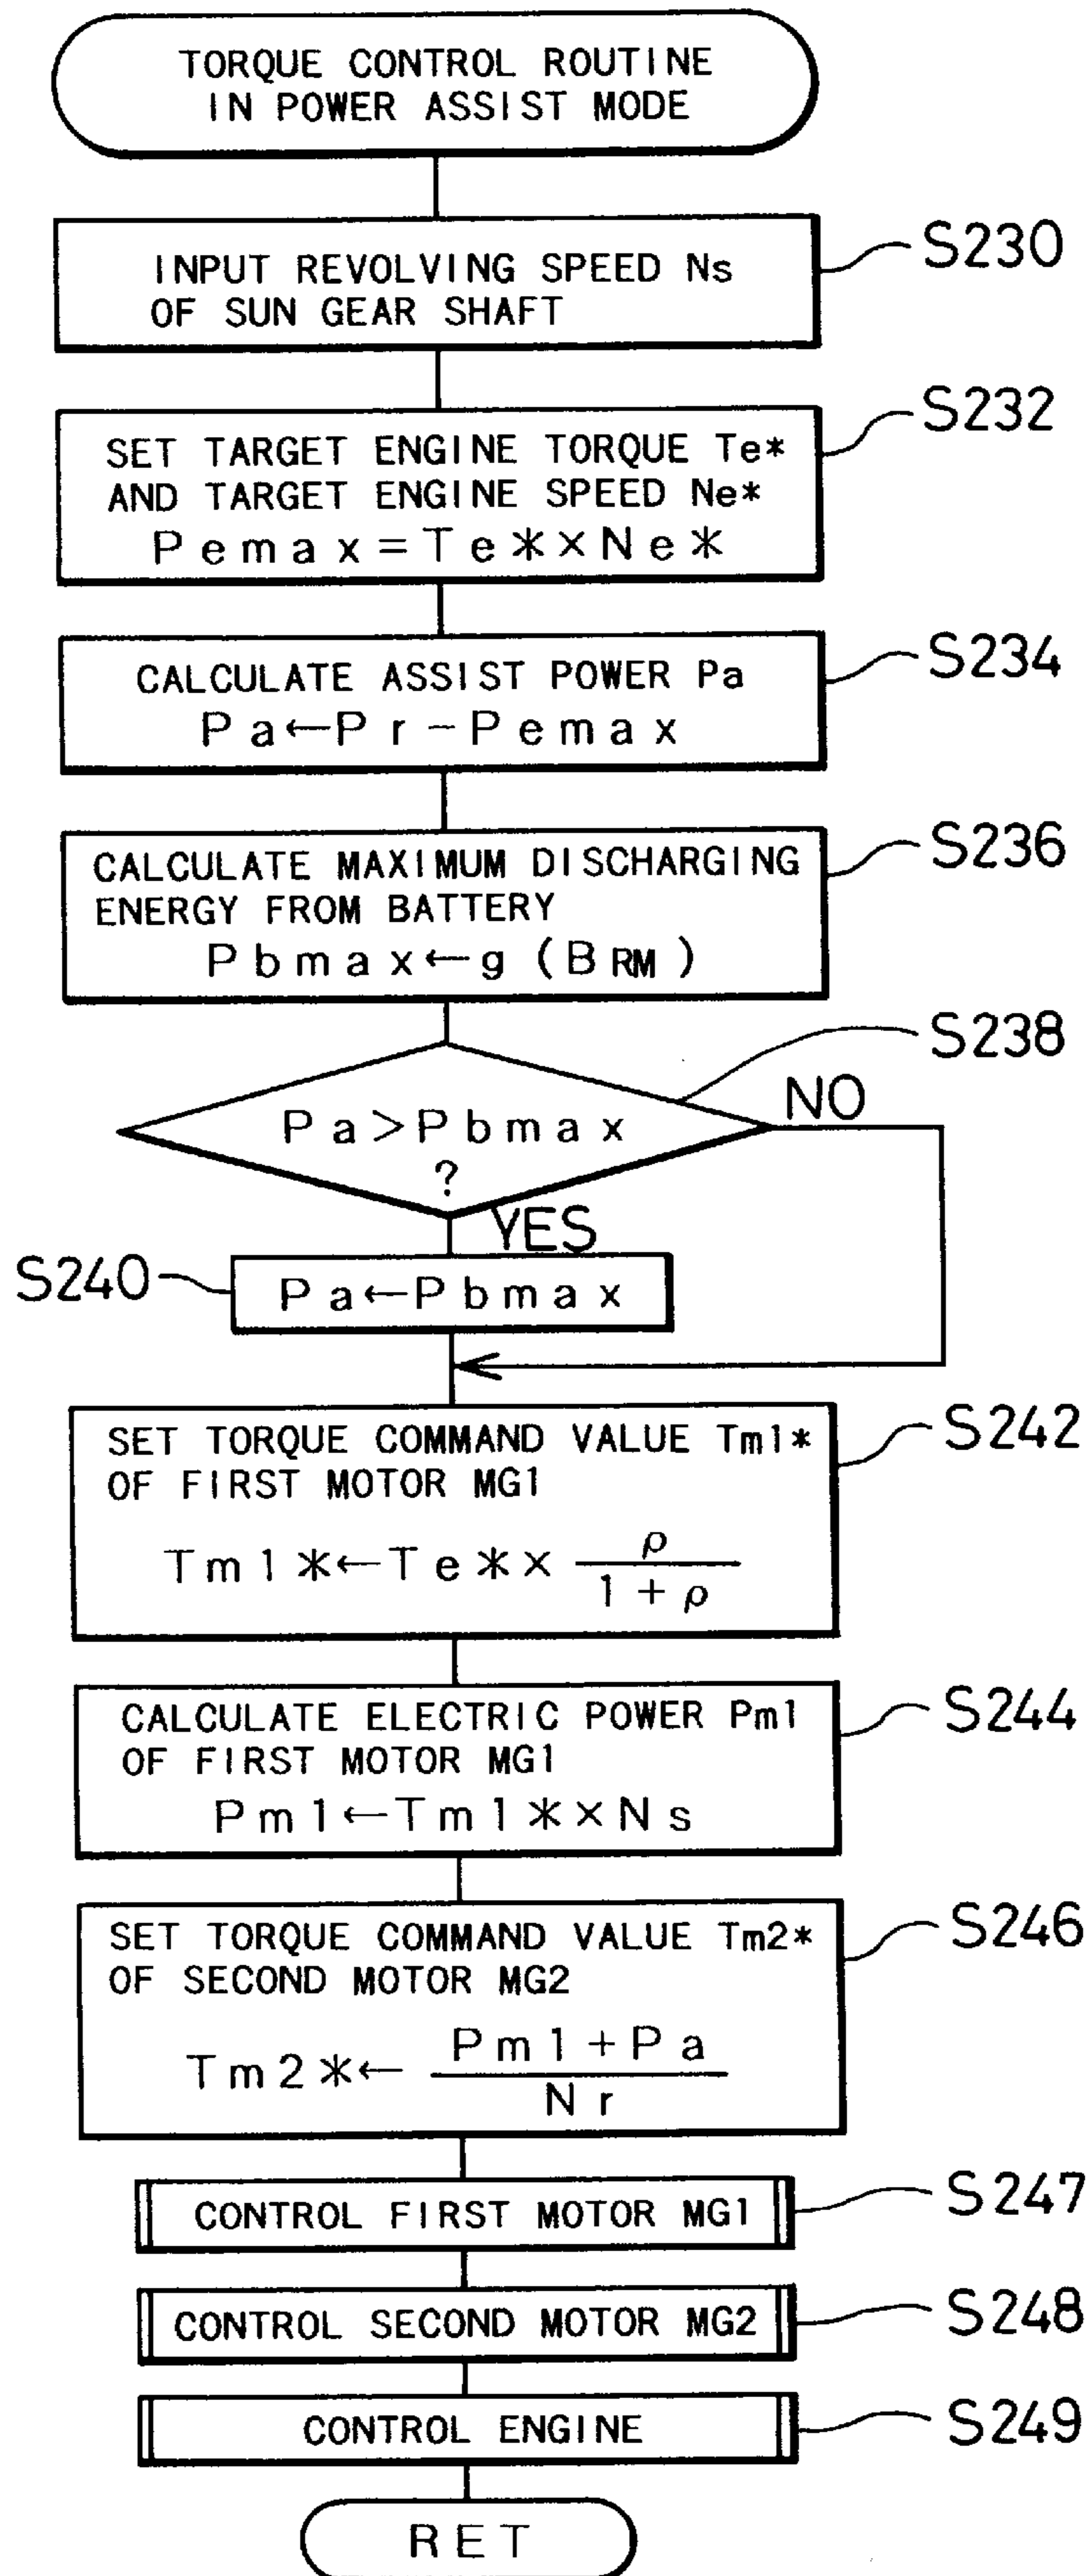 TORQUE CONTROL ROUTINE
IN POWER ASSIST MODE
INPUT REVOLVING SPEED Ns
OF SUN GEAR SHAFT
S230
SET TARGET ENGINE TORQUE Te*
AND TARGET ENGINE SPEED Ne*
Pemax=Te*×Ne*
S232
CALCULATE ASSIST POWER Pa
Pa←Pr-Pemax
S234
CALCULATE MAXIMUM DISCHARGING
ENERGY FROM BATTERY
Pbmax←g (BRM)
S236
Pa>Pbmax
?
S238
NO
YES
S240
Pa←Pbmax
SET TORQUE COMMAND VALUE Tm1*
OF FIRST MOTOR MG1
Tm1*←Te*× ρ / 1+ρ
S242
CALCULATE ELECTRIC POWER Pm1
OF FIRST MOTOR MG1
Pm1←Tm1*×Ns
S244
SET TORQUE COMMAND VALUE Tm2*
OF SECOND MOTOR MG2
Tm2*← Pm1+Pa / Nr
S246
CONTROL FIRST MOTOR MG1
S247
CONTROL SECOND MOTOR MG2
S248
CONTROL ENGINE
S249
RET